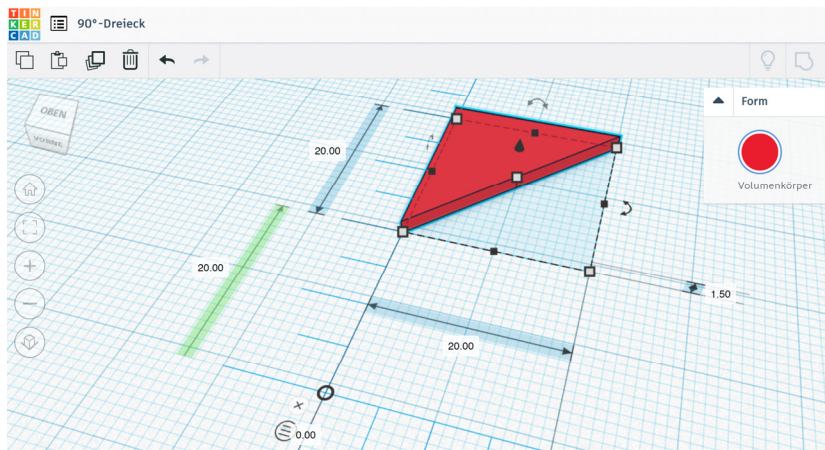 TIN
KER
CAD
90°-Dreieck
Form
Volumenkörper
OBEN
VORNE
20.00
20.00
1.50
20.00
0.00